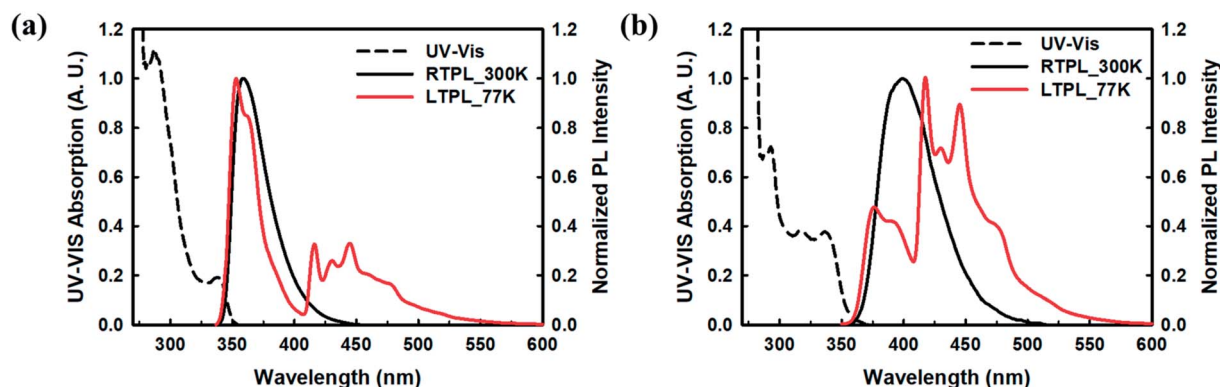 (a)
UV-VIS Absorption (A. U.)
1.2
1.0
0.8
0.6
0.4
0.2
0.0
UV-Vis
RTPL_300K
LTPL_77K
1.2
1.0
0.8
0.6
0.4
0.2
0.0
Normalized PL Intensity
300 350 400 450 500 550 600
Wavelength (nm)
(b)
UV-VIS Absorption (A. U.)
1.2
1.0
0.8
0.6
0.4
0.2
0.0
UV-Vis
RTPL_300K
LTPL_77K
1.2
1.0
0.8
0.6
0.4
0.2
0.0
Normalized PL Intensity
300 350 400 450 500 550 600
Wavelength (nm)